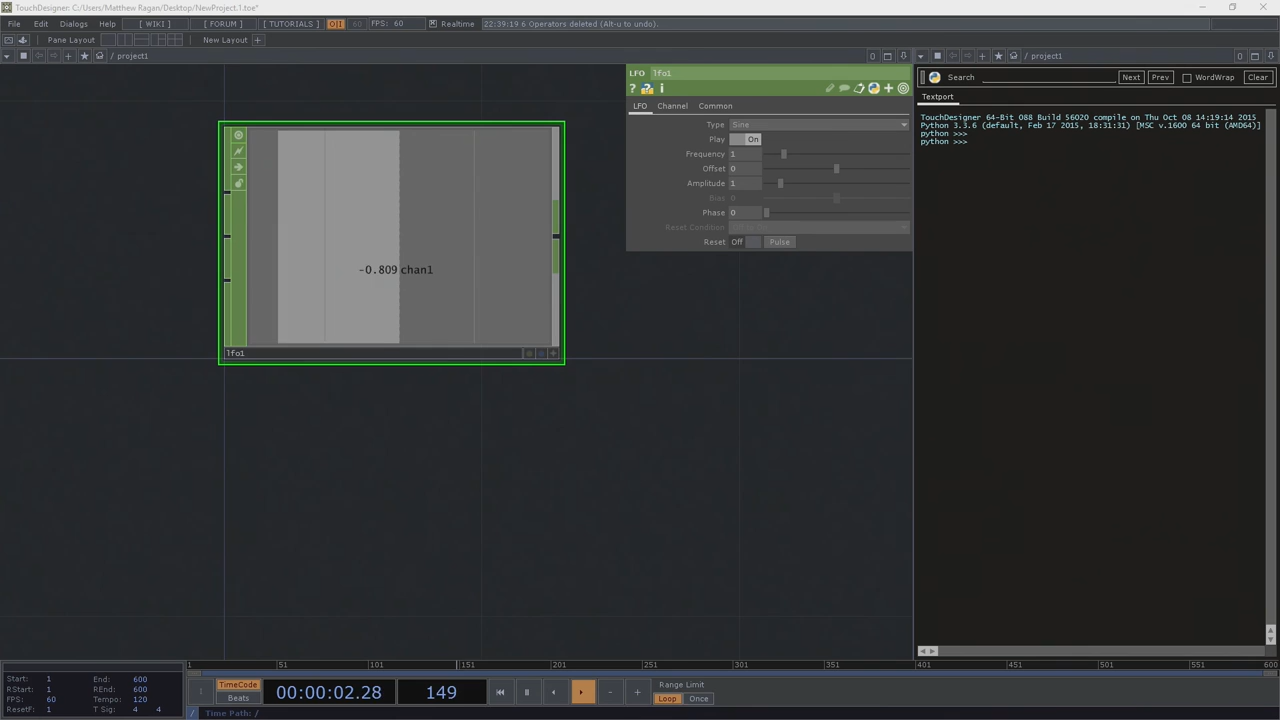 TouchDesigner: C:/Users/Matthew Ragan/Desktop/NewProject.1.toe*
File Edit Dialogs Help [ WIKI ] [ FORUM ] [ TUTORIALS ] O|I 60 FPS: 60 Realtime 22:39:19 6 Operators deleted (Alt-u to undo).
Pane Layout New Layout +
/ project1 0
/ project1 0
LFO lfo1
? i
LFO Channel Common
Type Sine
Play On
Frequency 1
Offset 0
Amplitude 1
Bias 0
Phase 0
Reset Condition
Reset Off Pulse
-0.809 chan1
lfo1
Search Next Prev WordWrap Clear
Textport
TouchDesigner 64-Bit 088 Build 56020 compile on Thu Oct 08 14:19:14 2015
Python 3.3.6 (default, Feb 17 2015, 18:31:31) [MSC v.1600 64 bit (AMD64)]
python >>>
python >>>
1 51 101 151 201 251 301 351 401 451 501 551 600
Start: 1 End: 600
RStart: 1 REnd: 600
FPS: 60 Tempo: 120
ResetF: 1 T Sig: 4 4
TimeCode
Beats
00:00:02.28 149
Range Limit
Loop Once
/ Time Path: /